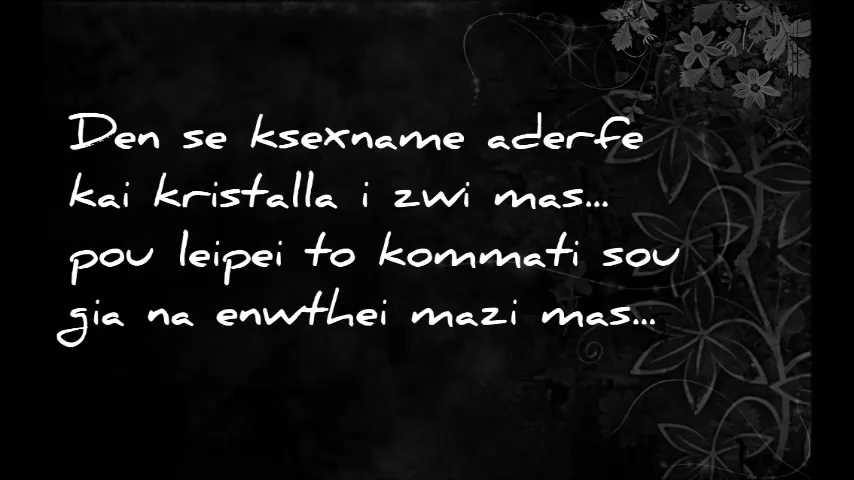 Den se ksexname aderfe
kai kristalla i zwi mas...
pou leipei to kommati sou
gia na enwthei mazi mas...